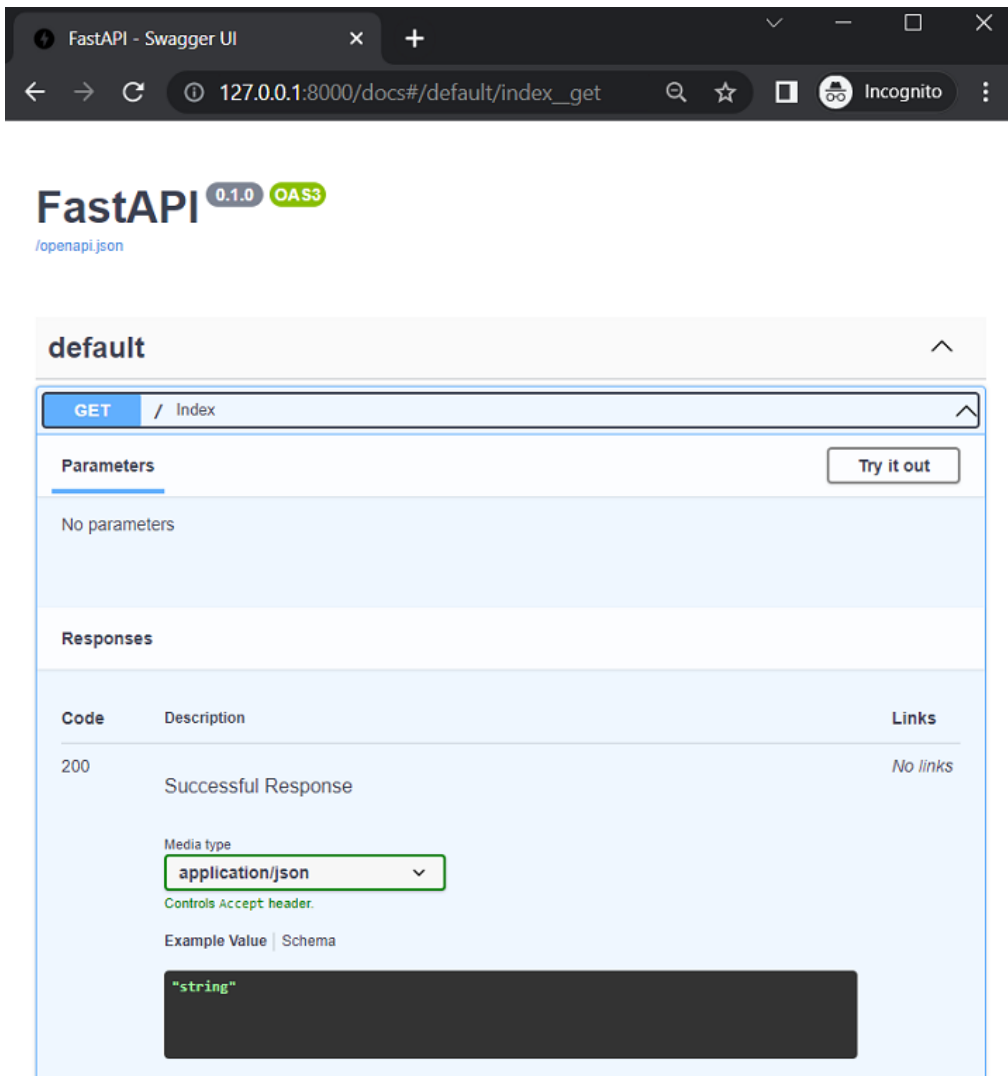 FastAPI - Swagger UI
127.0.0.1:8000/docs#/default/index__get
Incognito
FastAPI 0.1.0 OAS3
/openapi.json
default
GET / Index
Parameters Try it out
No parameters
Responses
Code Description Links
200 No links
Successful Response
Media type
application/json
Controls Accept header.
Example Value Schema
"string"